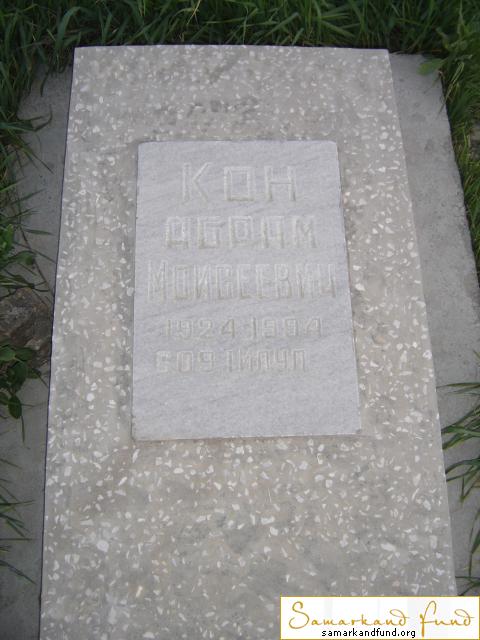 КОН
АБРАМ
МОИСЕЕВИЧ
1924-1994
Samarkand Fund
samarkandfund.org